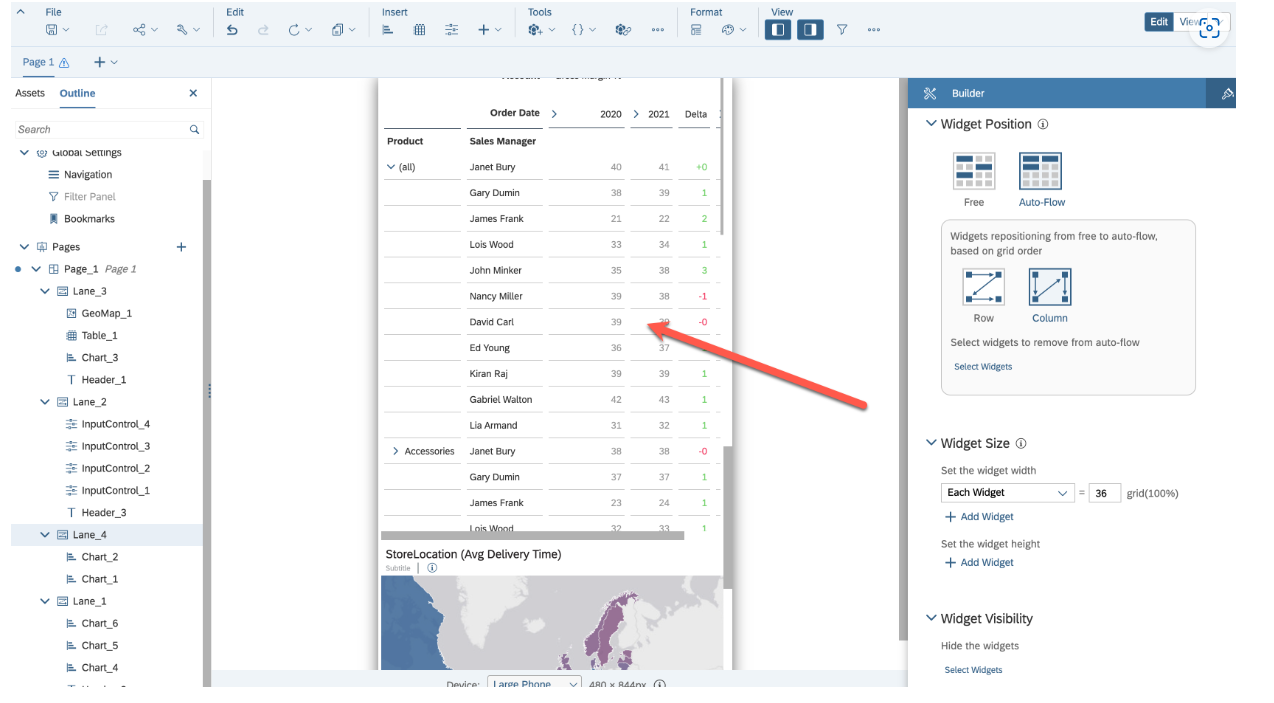 File Edit Insert Tools Format View
Edit View
Page 1
Assets Outline
Search
Global Settings
Navigation
Filter Panel
Bookmarks
Pages
Page_1 Page 1
Lane_3
GeoMap_1
Table_1
Chart_3
Header_1
Lane_2
InputControl_4
InputControl_3
InputControl_2
InputControl_1
Header_3
Lane_4
Chart_2
Chart_1
Lane_1
Chart_6
Chart_5
Chart_4
Order Date 2020 2021 Delta
Product Sales Manager
(all) Janet Bury 40 41 +0
Gary Dumin 38 39 1
James Frank 21 22 2
Lois Wood 33 34 1
John Minker 35 38 3
Nancy Miller 39 38 -1
David Carl 39 39 -0
Ed Young 36 37
Kiran Raj 39 39 1
Gabriel Walton 42 43 1
Lia Armand 31 32 1
Accessories Janet Bury 38 38 -0
Gary Dumin 37 37 1
James Frank 23 24 1
Lois Wood 32 33 1
StoreLocation (Avg Delivery Time)
Subtitle
Device: Large Phone 480 × 844px
Builder
Widget Position
Free Auto-Flow
Widgets repositioning from free to auto-flow,
based on grid order
Row Column
Select widgets to remove from auto-flow
Select Widgets
Widget Size
Set the widget width
Each Widget = 36 grid(100%)
Add Widget
Set the widget height
Add Widget
Widget Visibility
Hide the widgets
Select Widgets